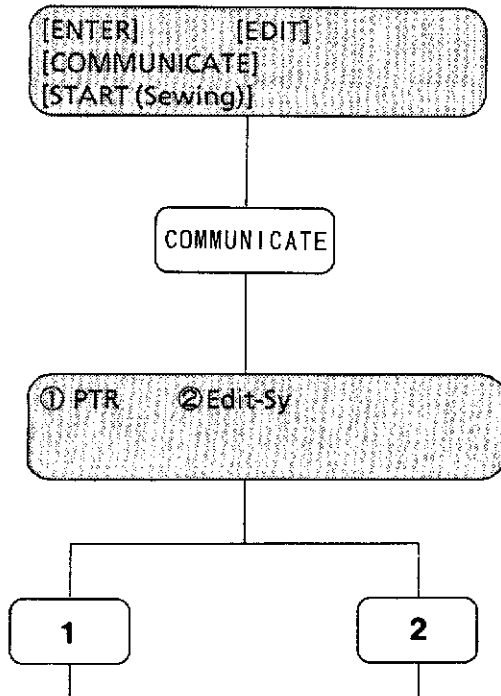 [ENTER] [EDIT]
[COMMUNICATE]
[START (Sewing)]
COMMUNICATE
① PTR ② Edit-Sy
1 2